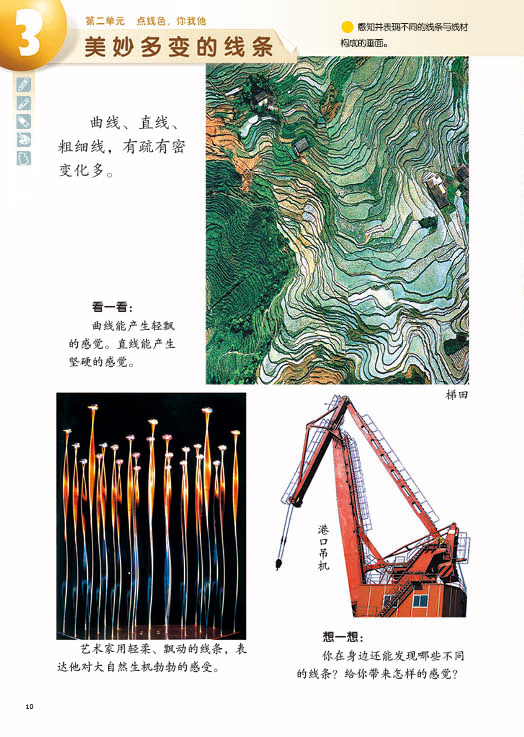 3
第二单元 点线色，你我他
美妙多变的线条
感知并表现不同的线条与线材
构成的画面。
曲线、直线、
粗细线，有疏有密
变化多。
看一看：
曲线能产生轻飘
的感觉。直线能产生
坚硬的感觉。
梯田
港口吊机
艺术家用轻柔、飘动的线条，表
达他对大自然生机勃勃的感受。
想一想：
你在身边还能发现哪些不同
的线条？给你带来怎样的感觉？
10